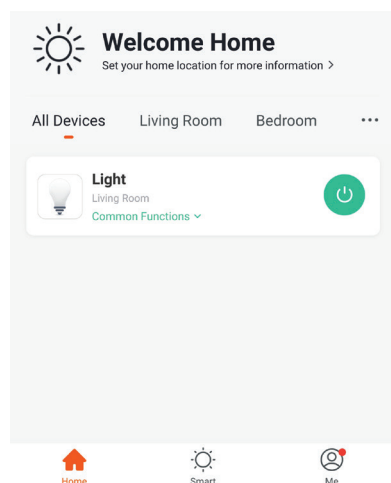 Welcome Home
Set your home location for more information >
All Devices Living Room Bedroom ...
Light
Living Room
Common Functions
Home Smart Me